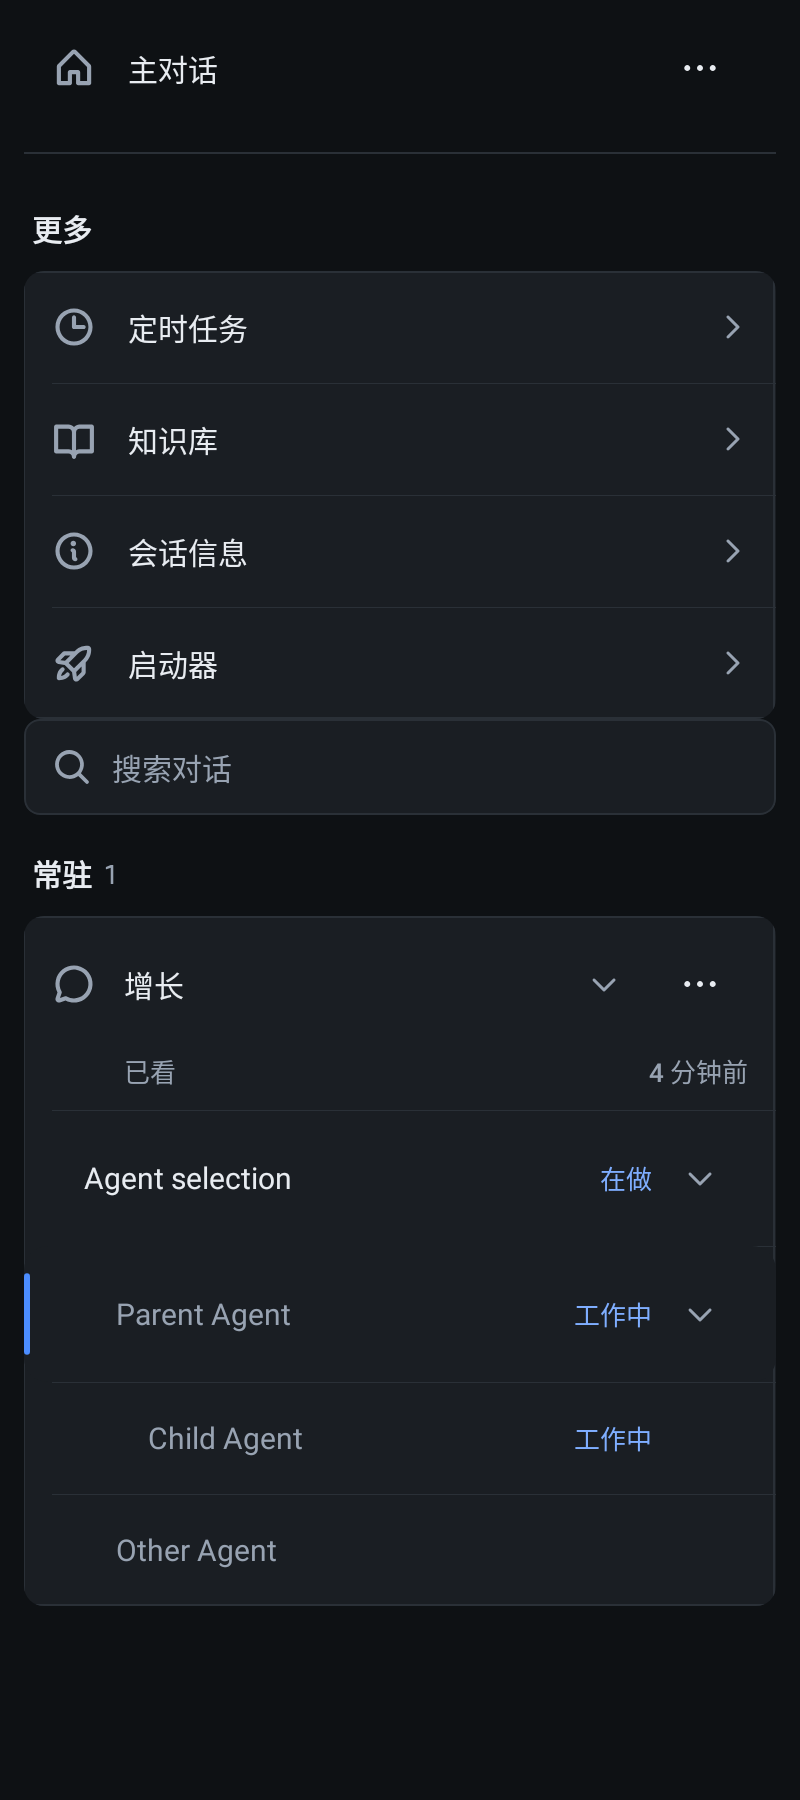 主对话
更多
定时任务
知识库
会话信息
启动器
搜索对话
常驻 1
增长
已看 4 分钟前
Agent selection 在做
Parent Agent 工作中
Child Agent 工作中
Other Agent